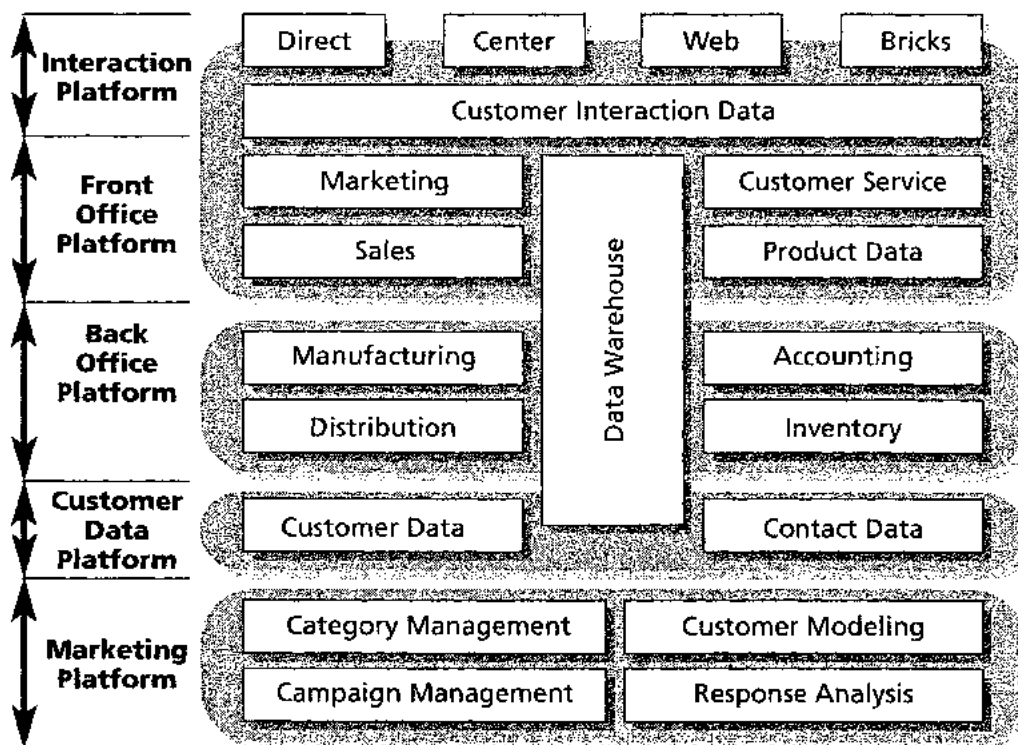 Direct
Center
Web
Bricks
Interaction
Platform
Customer Interaction Data
Front
Office
Platform
Marketing
Customer Service
Sales
Product Data
Data Warehouse
Back
Office
Platform
Manufacturing
Accounting
Distribution
Inventory
Customer
Data
Platform
Customer Data
Contact Data
Marketing
Platform
Category Management
Customer Modeling
Campaign Management
Response Analysis